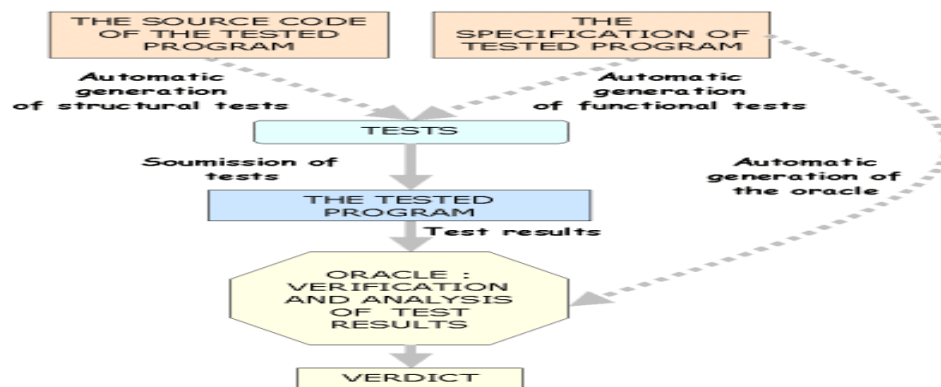 THE SOURCE CODE
OF THE TESTED
PROGRAM
THE
SPECIFICATION OF
TESTED PROGRAM
Automatic
generation
of structural tests
Automatic
generation
of functional tests
TESTS
Soumission of
tests
Automatic
generation of
the oracle
THE TESTED
PROGRAM
Test results
ORACLE :
VERIFICATION
AND ANALYSIS
OF TEST
RESULTS
VERDICT